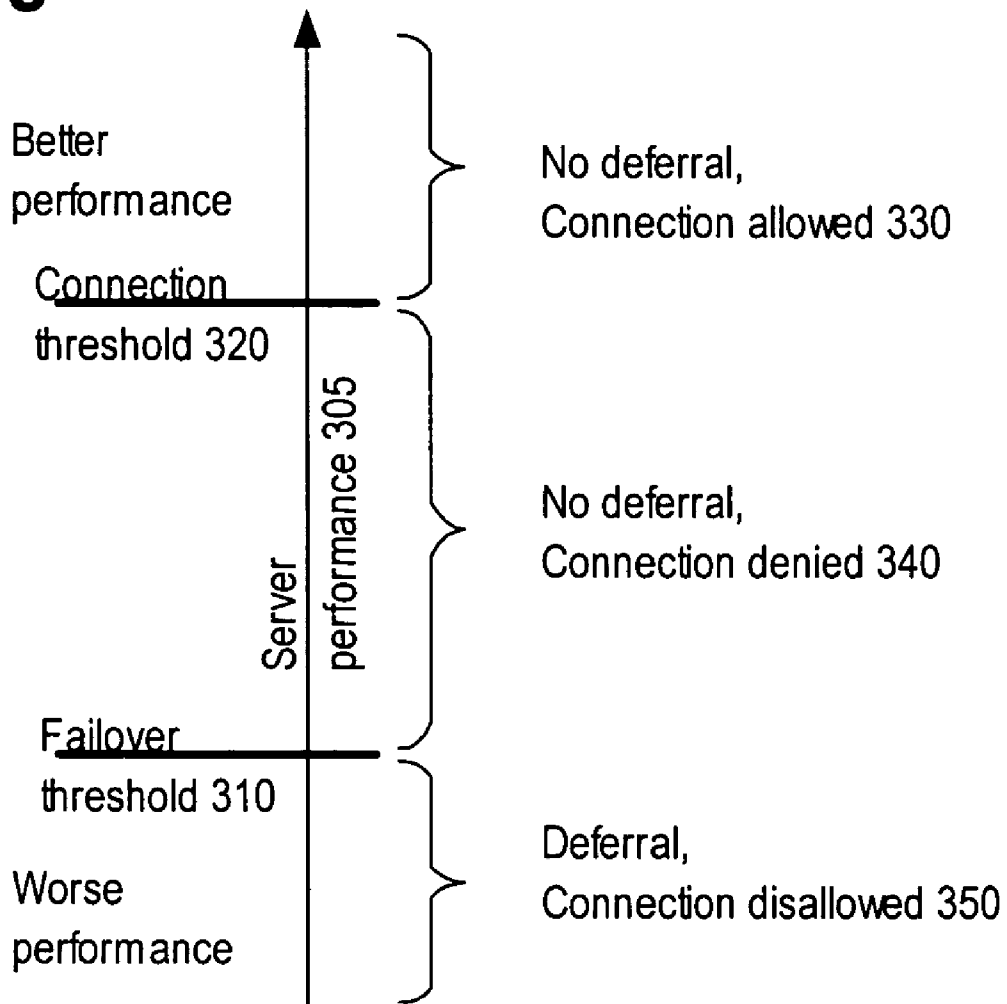 Better
performance
No deferral,
Connection allowed 330
Connection
threshold 320
Server
performance 305
No deferral,
Connection denied 340
Failover
threshold 310
Deferral,
Connection disallowed 350
Worse
performance